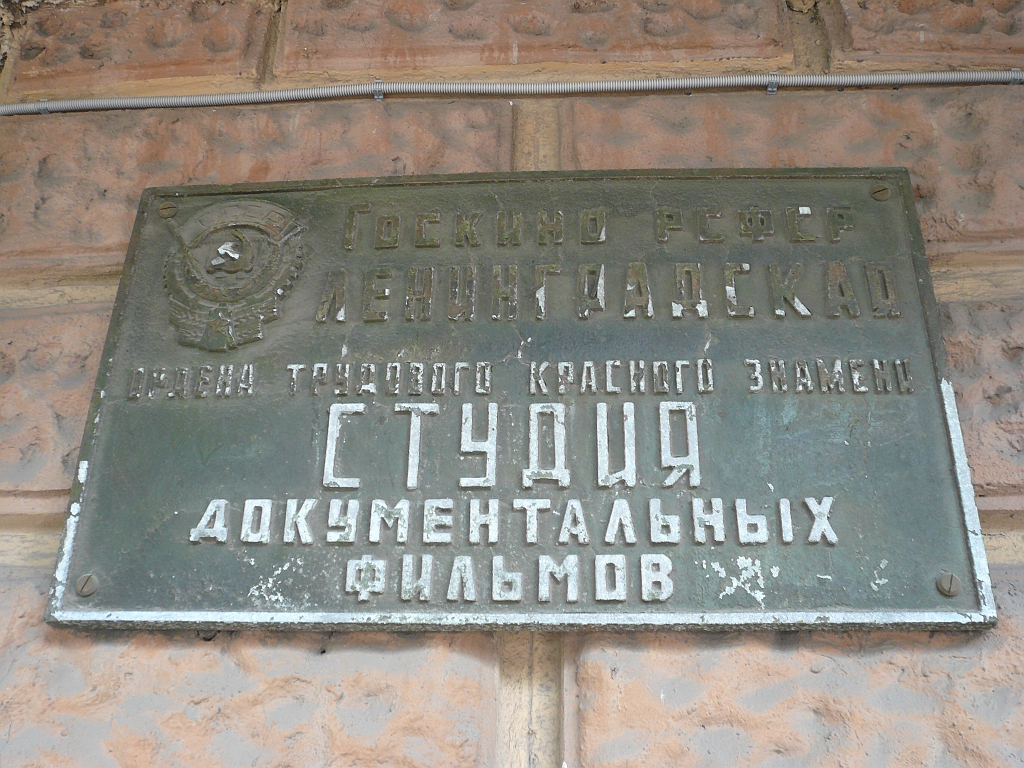 Госкино РСФСР
ЛЕНИНГРАДСКАЯ
ОРДЕНА ТРУДОВОГО КРАСНОГО ЗНАМЕНИ
СТУДИЯ
ДОКУМЕНТАЛЬНЫХ
ФИЛЬМОВ